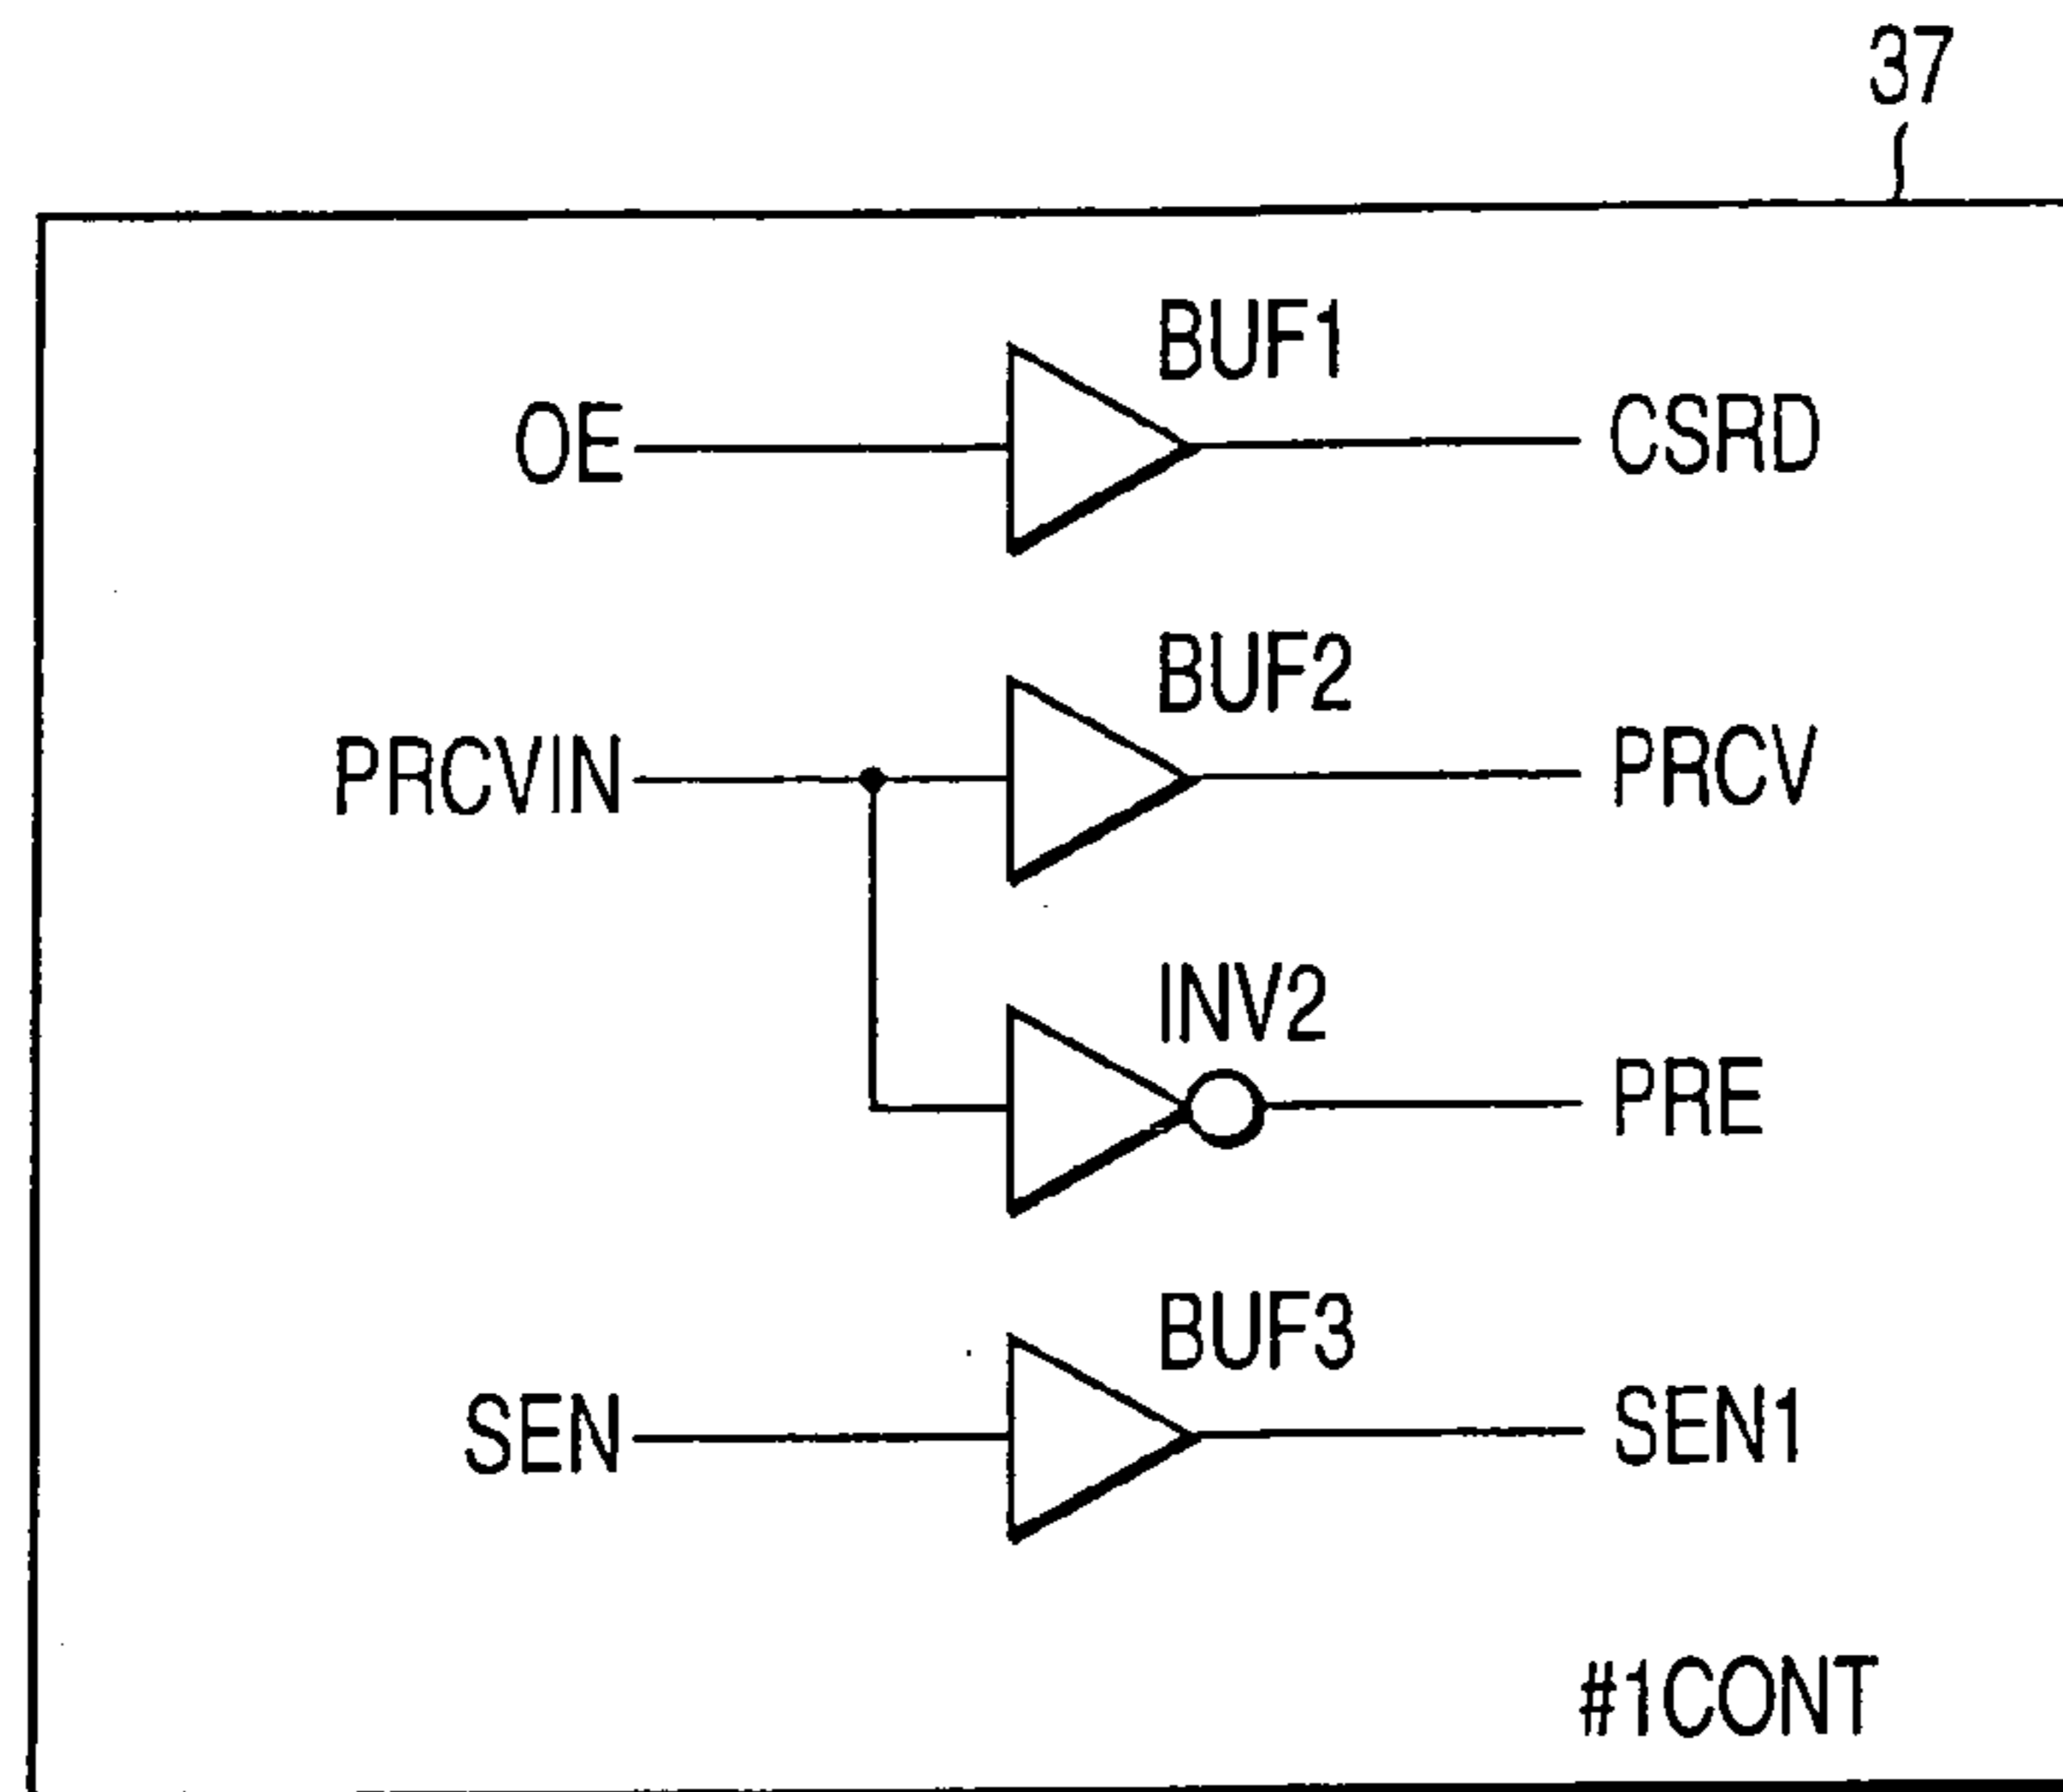 37
BUF1
OE
CSRD
BUF2
PRCVIN
PRCV
INV2
PRE
BUF3
SEN
SEN1
#1CONT